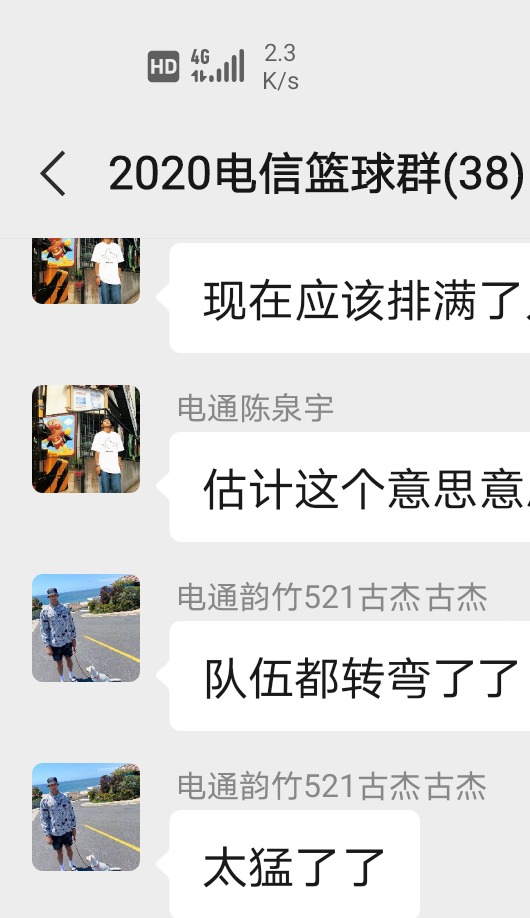 HD 4G 2.3
K/s
2020电信篮球群(38)
现在应该排满了
电通陈泉宇
估计这个意思意
电通韵竹521古杰古杰
队伍都转弯了了
电通韵竹521古杰古杰
太猛了了